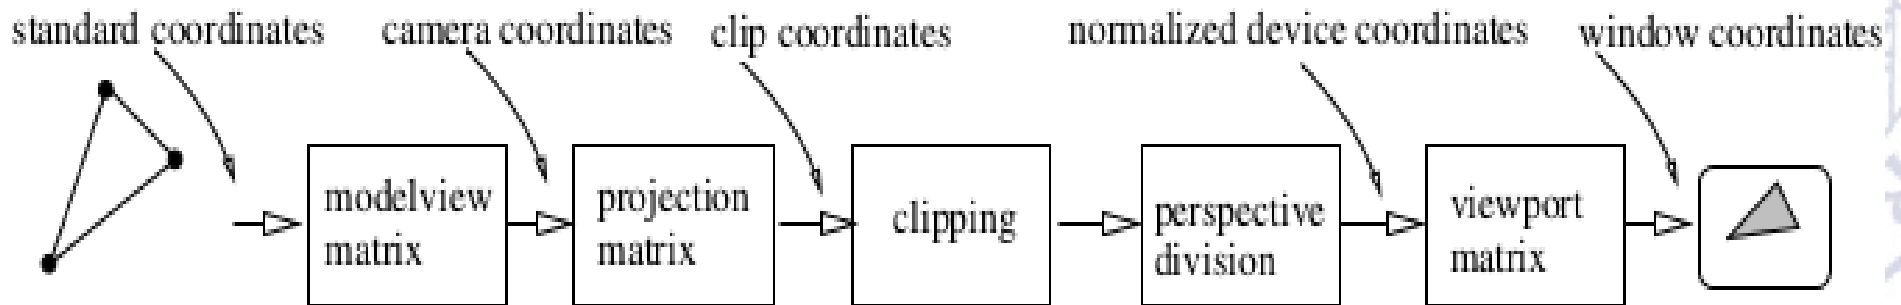 standard coordinates
camera coordinates
clip coordinates
normalized device coordinates
window coordinates
modelview
matrix
projection
matrix
clipping
perspective
division
viewport
matrix